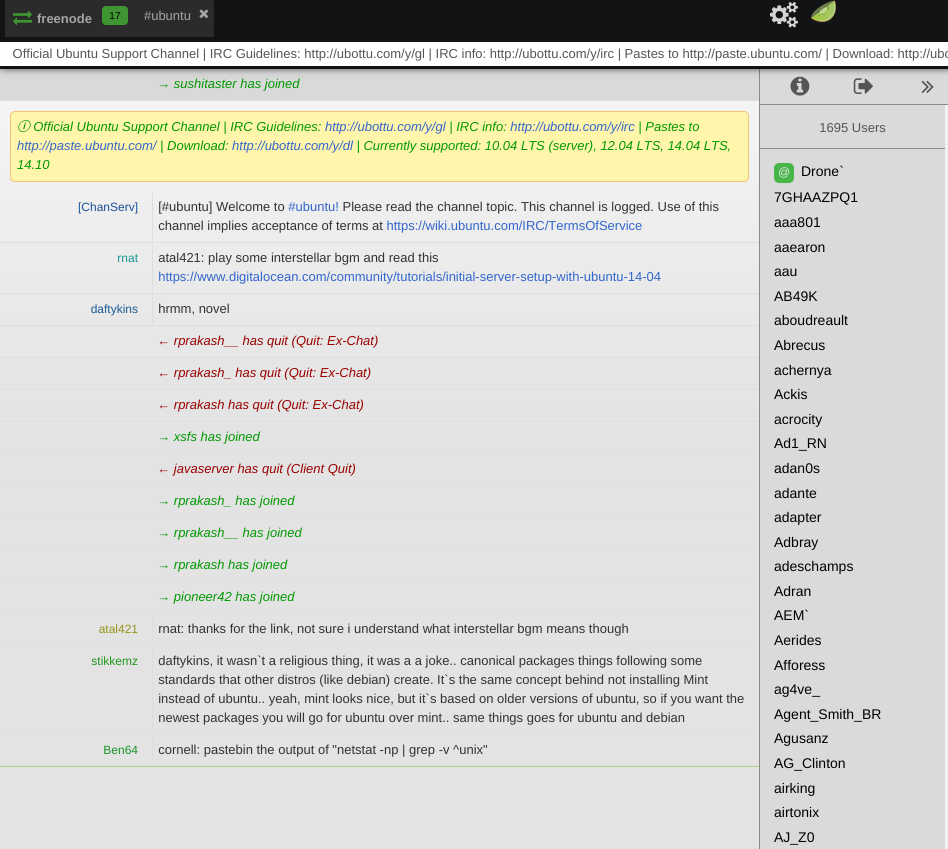 freenode 17 #ubuntu ×
Official Ubuntu Support Channel | IRC Guidelines: http://ubottu.com/y/gl | IRC info: http://ubottu.com/y/irc | Pastes to http://paste.ubuntu.com/ | Download: http://ubo
→ sushitaster has joined
Official Ubuntu Support Channel | IRC Guidelines: http://ubottu.com/y/gl | IRC info: http://ubottu.com/y/irc | Pastes to
http://paste.ubuntu.com/ | Download: http://ubottu.com/y/dl | Currently supported: 10.04 LTS (server), 12.04 LTS, 14.04 LTS,
14.10
[ChanServ] [#ubuntu] Welcome to #ubuntu! Please read the channel topic. This channel is logged. Use of this
channel implies acceptance of terms at https://wiki.ubuntu.com/IRC/TermsOfService
rnat atal421: play some interstellar bgm and read this
https://www.digitalocean.com/community/tutorials/initial-server-setup-with-ubuntu-14-04
daftykins hrmm, novel
← rprakash__ has quit (Quit: Ex-Chat)
← rprakash_ has quit (Quit: Ex-Chat)
← rprakash has quit (Quit: Ex-Chat)
→ xsfs has joined
← javaserver has quit (Client Quit)
→ rprakash_ has joined
→ rprakash__ has joined
→ rprakash has joined
→ pioneer42 has joined
atal421 rnat: thanks for the link, not sure i understand what interstellar bgm means though
stikkemz daftykins, it wasn`t a religious thing, it was a a joke.. canonical packages things following some
standards that other distros (like debian) create. It`s the same concept behind not installing Mint
instead of ubuntu.. yeah, mint looks nice, but it`s based on older versions of ubuntu, so if you want the
newest packages you will go for ubuntu over mint.. same things goes for ubuntu and debian
Ben64 cornell: pastebin the output of "netstat -np | grep -v ^unix"
1695 Users
@ Drone`
7GHAAZPQ1
aaa801
aaearon
aau
AB49K
aboudreault
Abrecus
achernya
Ackis
acrocity
Ad1_RN
adan0s
adante
adapter
Adbray
adeschamps
Adran
AEM`
Aerides
Afforess
ag4ve_
Agent_Smith_BR
Agusanz
AG_Clinton
airking
airtonix
AJ_Z0